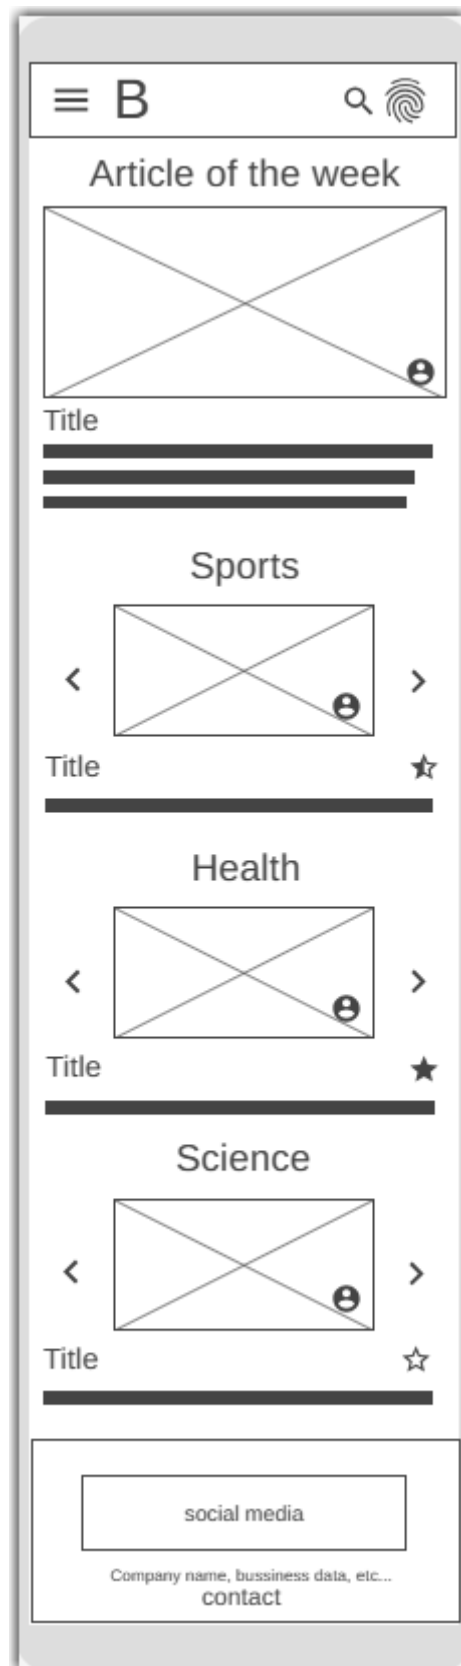 B
Article of the week
Title
Sports
Title
Health
Title
Science
Title
social media
Company name, bussiness data, etc...
contact